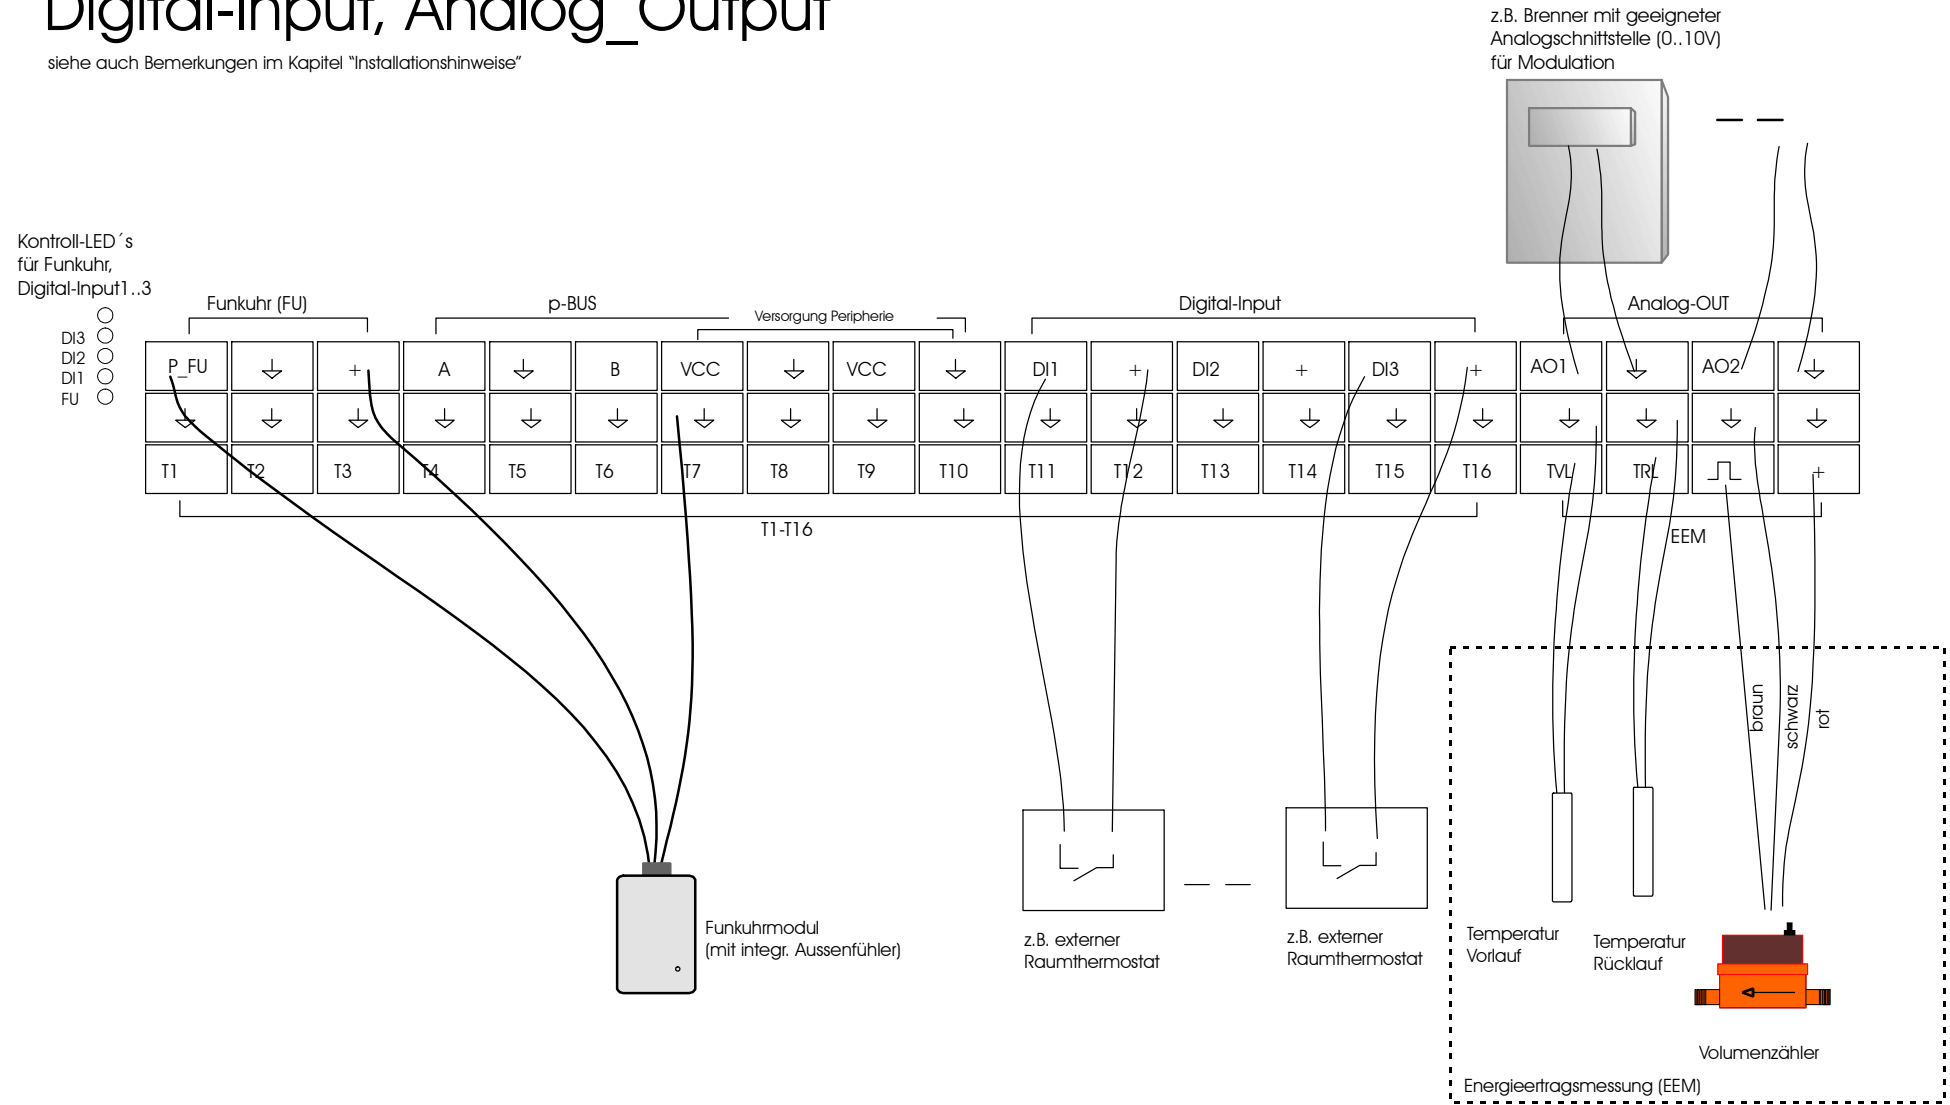 Digital-Input, Analog_Output
siehe auch Bemerkungen im Kapitel "Installationshinweise"
z.B. Brenner mit geeigneter
Analogschnittstelle (0..10V)
für Modulation
Kontroll-LED´s
für Funkuhr,
Digital-Input1..3
DI3
DI2
DI1
FU
Funkuhr (FU)
p-BUS
Versorgung Peripherie
Digital-Input
Analog-OUT
P_FU + A B VCC VCC DI1 + DI2 + DI3 + AO1 AO2
T1 T2 T3 T4 T5 T6 T7 T8 T9 T10 T11 T12 T13 T14 T15 T16 TVL TRL +
T1-T16
EEM
braun
schwarz
rot
Funkuhrmodul
(mit integr. Aussenfühler)
z.B. externer
Raumthermostat
z.B. externer
Raumthermostat
Temperatur
Vorlauf
Temperatur
Rücklauf
Volumenzähler
Energieertragsmessung (EEM)